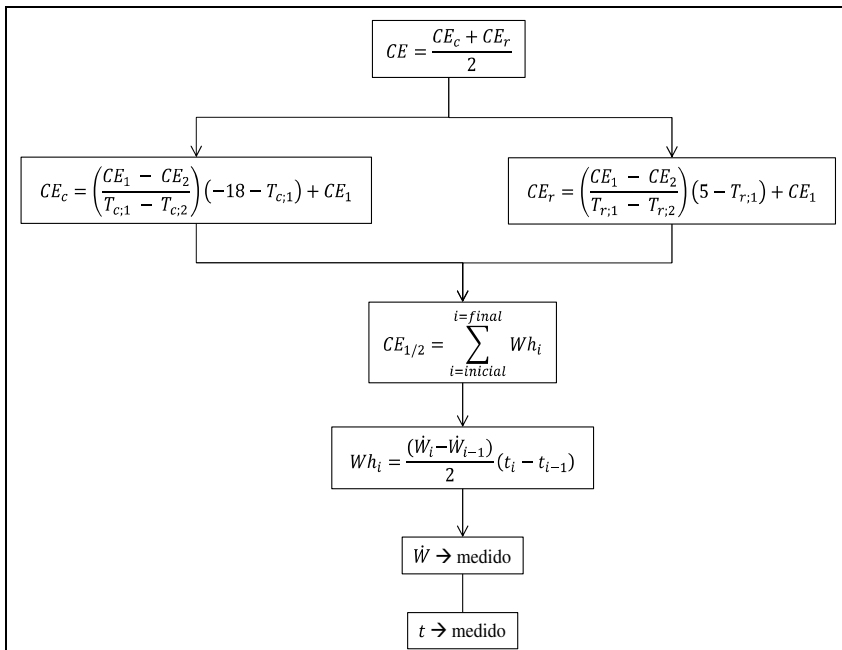 CE = (CE_c + CE_r)/2
CE_c = ((CE_1 − CE_2)/(T_{c;1} − T_{c;2}))(−18 − T_{c;1}) + CE_1
CE_r = ((CE_1 − CE_2)/(T_{r;1} − T_{r;2}))(5 − T_{r;1}) + CE_1
CE_{1/2} = ∑_{i=inicial}^{i=final} Wh_i
Wh_i = ((Ẇ_i−Ẇ_{i−1})/2)(t_i − t_{i−1})
Ẇ → medido
t → medido